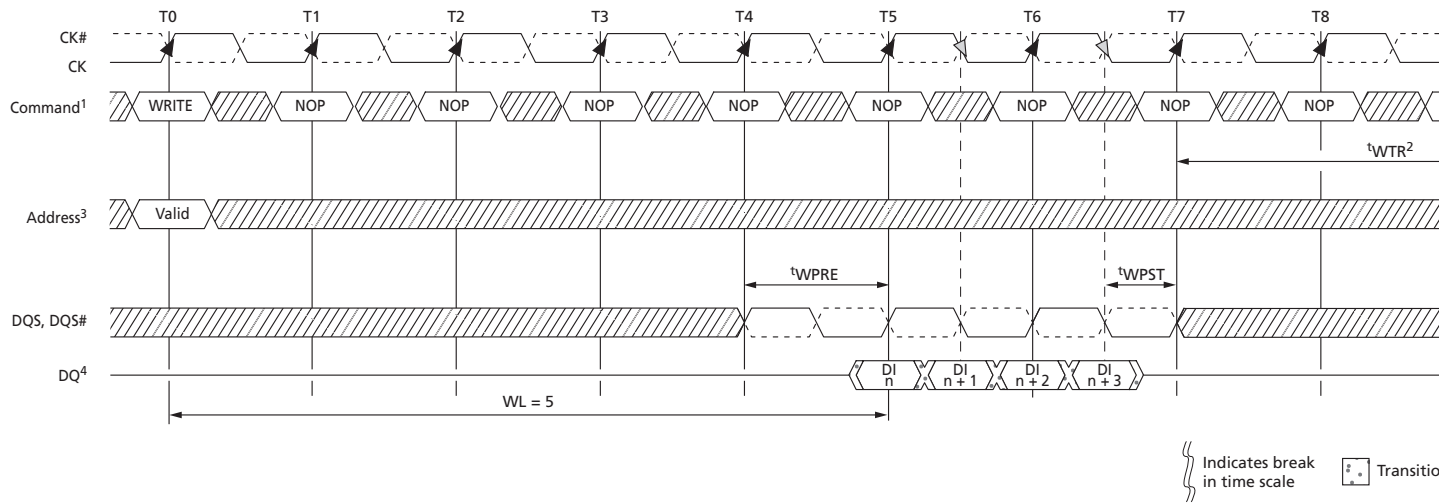 T0 T1 T2 T3 T4 T5 T6 T7 T8
CK#
CK
Command1 WRITE NOP NOP NOP NOP NOP NOP NOP NOP
tWTR2
Address3 Valid
tWPRE tWPST
DQS, DQS#
DQ4 DI n DI n + 1 DI n + 2 DI n + 3
WL = 5
Indicates break
in time scale
Transitio